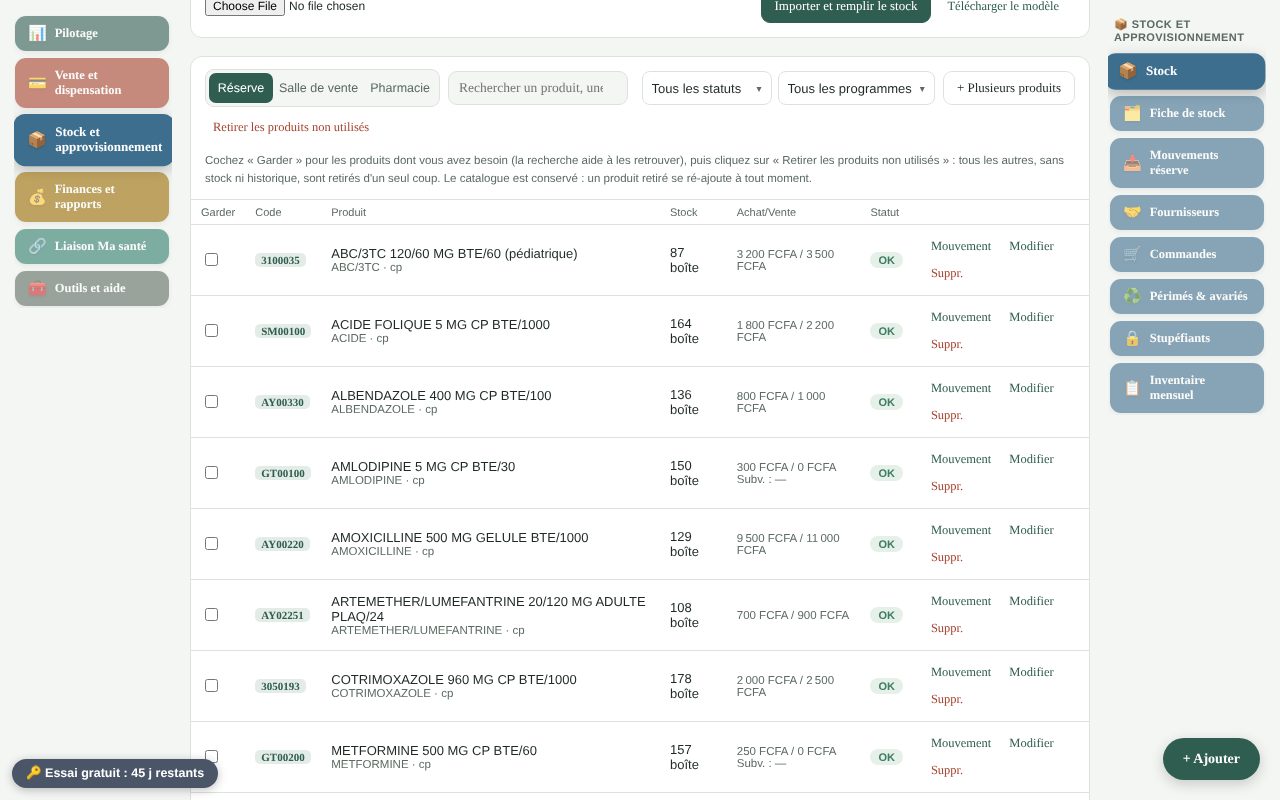 Choose File No file chosen
Importer et remplir le stock
Télécharger le modèle
📊 Pilotage
💳 Vente et
dispensation
📦 Stock et
approvisionnement
💰 Finances et
rapports
🔗 Liaison Ma santé
🧰 Outils et aide
Réserve Salle de vente Pharmacie
Rechercher un produit, une
Tous les statuts ▾
Tous les programmes ▾
+ Plusieurs produits
Retirer les produits non utilisés
Cochez « Garder » pour les produits dont vous avez besoin (la recherche aide à les retrouver), puis cliquez sur « Retirer les produits non utilisés » : tous les autres, sans
stock ni historique, sont retirés d'un seul coup. Le catalogue est conservé : un produit retiré se ré-ajoute à tout moment.
Garder Code Produit Stock Achat/Vente Statut
3100035
ABC/3TC 120/60 MG BTE/60 (pédiatrique)
ABC/3TC · cp
87
boîte
3 200 FCFA / 3 500
FCFA
OK
Mouvement Modifier
Suppr.
SM00100
ACIDE FOLIQUE 5 MG CP BTE/1000
ACIDE · cp
164
boîte
1 800 FCFA / 2 200
FCFA
OK
Mouvement Modifier
Suppr.
AY00330
ALBENDAZOLE 400 MG CP BTE/100
ALBENDAZOLE · cp
136
boîte
800 FCFA / 1 000
FCFA
OK
Mouvement Modifier
Suppr.
GT00100
AMLODIPINE 5 MG CP BTE/30
AMLODIPINE · cp
150
boîte
300 FCFA / 0 FCFA
Subv. : —
OK
Mouvement Modifier
Suppr.
AY00220
AMOXICILLINE 500 MG GELULE BTE/1000
AMOXICILLINE · cp
129
boîte
9 500 FCFA / 11 000
FCFA
OK
Mouvement Modifier
Suppr.
AY02251
ARTEMETHER/LUMEFANTRINE 20/120 MG ADULTE
PLAQ/24
ARTEMETHER/LUMEFANTRINE · cp
108
boîte
700 FCFA / 900 FCFA
OK
Mouvement Modifier
Suppr.
3050193
COTRIMOXAZOLE 960 MG CP BTE/1000
COTRIMOXAZOLE · cp
178
boîte
2 000 FCFA / 2 500
FCFA
OK
Mouvement Modifier
Suppr.
GT00200
METFORMINE 500 MG CP BTE/60
METFORMINE · cp
157
boîte
250 FCFA / 0 FCFA
Subv. : —
OK
Mouvement Modifier
Suppr.
🔑 Essai gratuit : 45 j restants
📦 STOCK ET
APPROVISIONNEMENT
📦 Stock
🗂️ Fiche de stock
📥 Mouvements
réserve
🤝 Fournisseurs
🛒 Commandes
♻️ Périmés & avariés
🔒 Stupéfiants
📋 Inventaire
mensuel
+ Ajouter